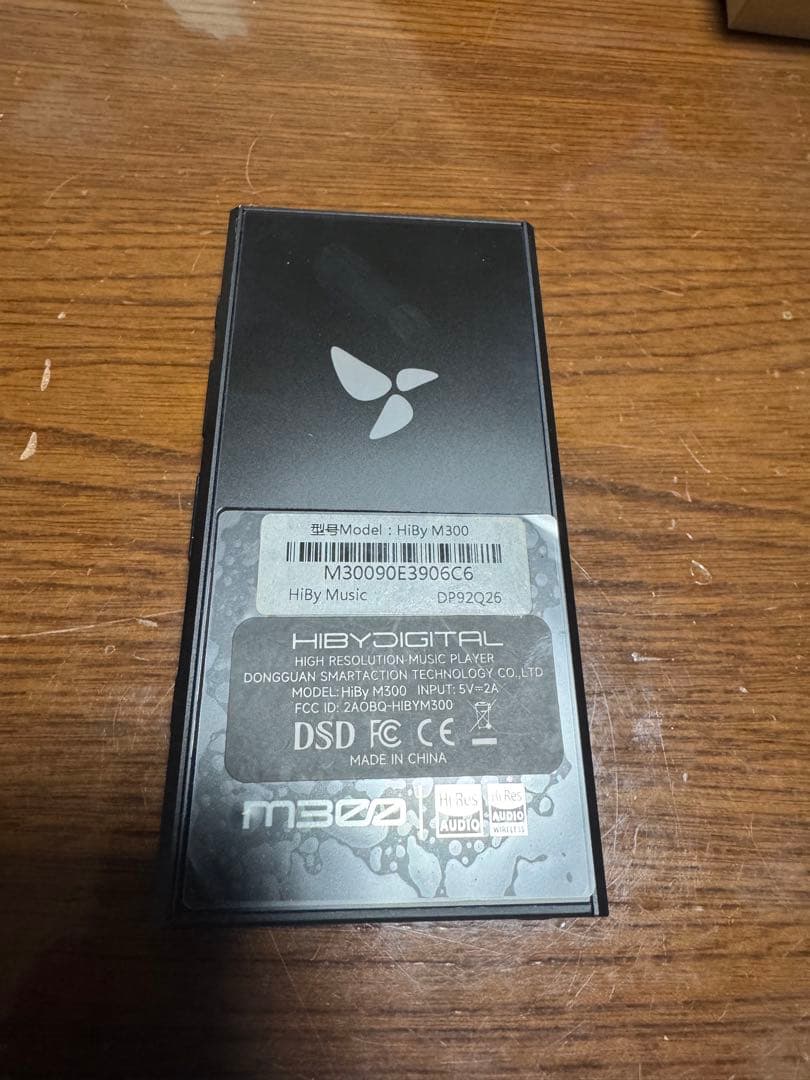 型号Model : HiBy M300
M30090E3906C6
HiBy Music DP92Q26
HIBYDIGITAL
HIGH RESOLUTION MUSIC PLAYER
DONGGUAN SMARTACTION TECHNOLOGY CO.,LTD
MODEL: HiBy M300 INPUT: 5V=2A
FCC ID: 2AOBQ-HIBYM300
DSD FC CE
MADE IN CHINA
M300 Hi-Res AUDIO Hi-Res AUDIO WIRELESS